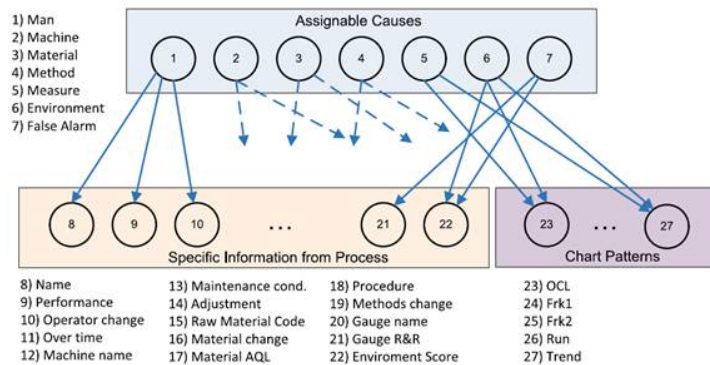 1) Man
2) Machine
3) Material
4) Method
5) Measure
6) Environment
7) False Alarm
Assignable Causes
1 2 3 4 5 6 7
8 9 10 ... 21 22
Specific Information from Process
23 ... 27
Chart Patterns
8) Name
9) Performance
10) Operator change
11) Over time
12) Machine name
13) Maintenance cond.
14) Adjustment
15) Raw Material Code
16) Material change
17) Material AQL
18) Procedure
19) Methods change
20) Gauge name
21) Gauge R&R
22) Enviroment Score
23) OCL
24) Frk1
25) Frk2
26) Run
27) Trend